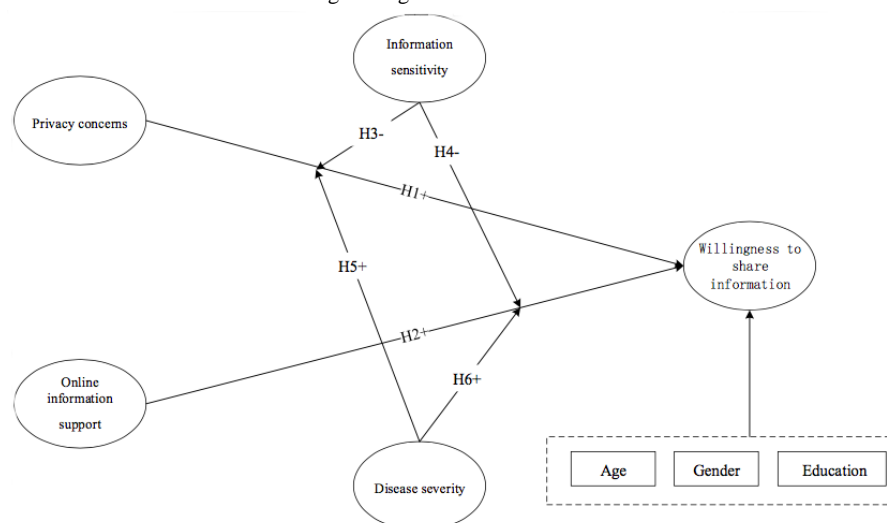 Information
sensitivity
Privacy concerns
H3-
H4-
H1+
Willingness to
share
information
H5+
H2+
Online
information
support
H6+
Disease severity
Age
Gender
Education